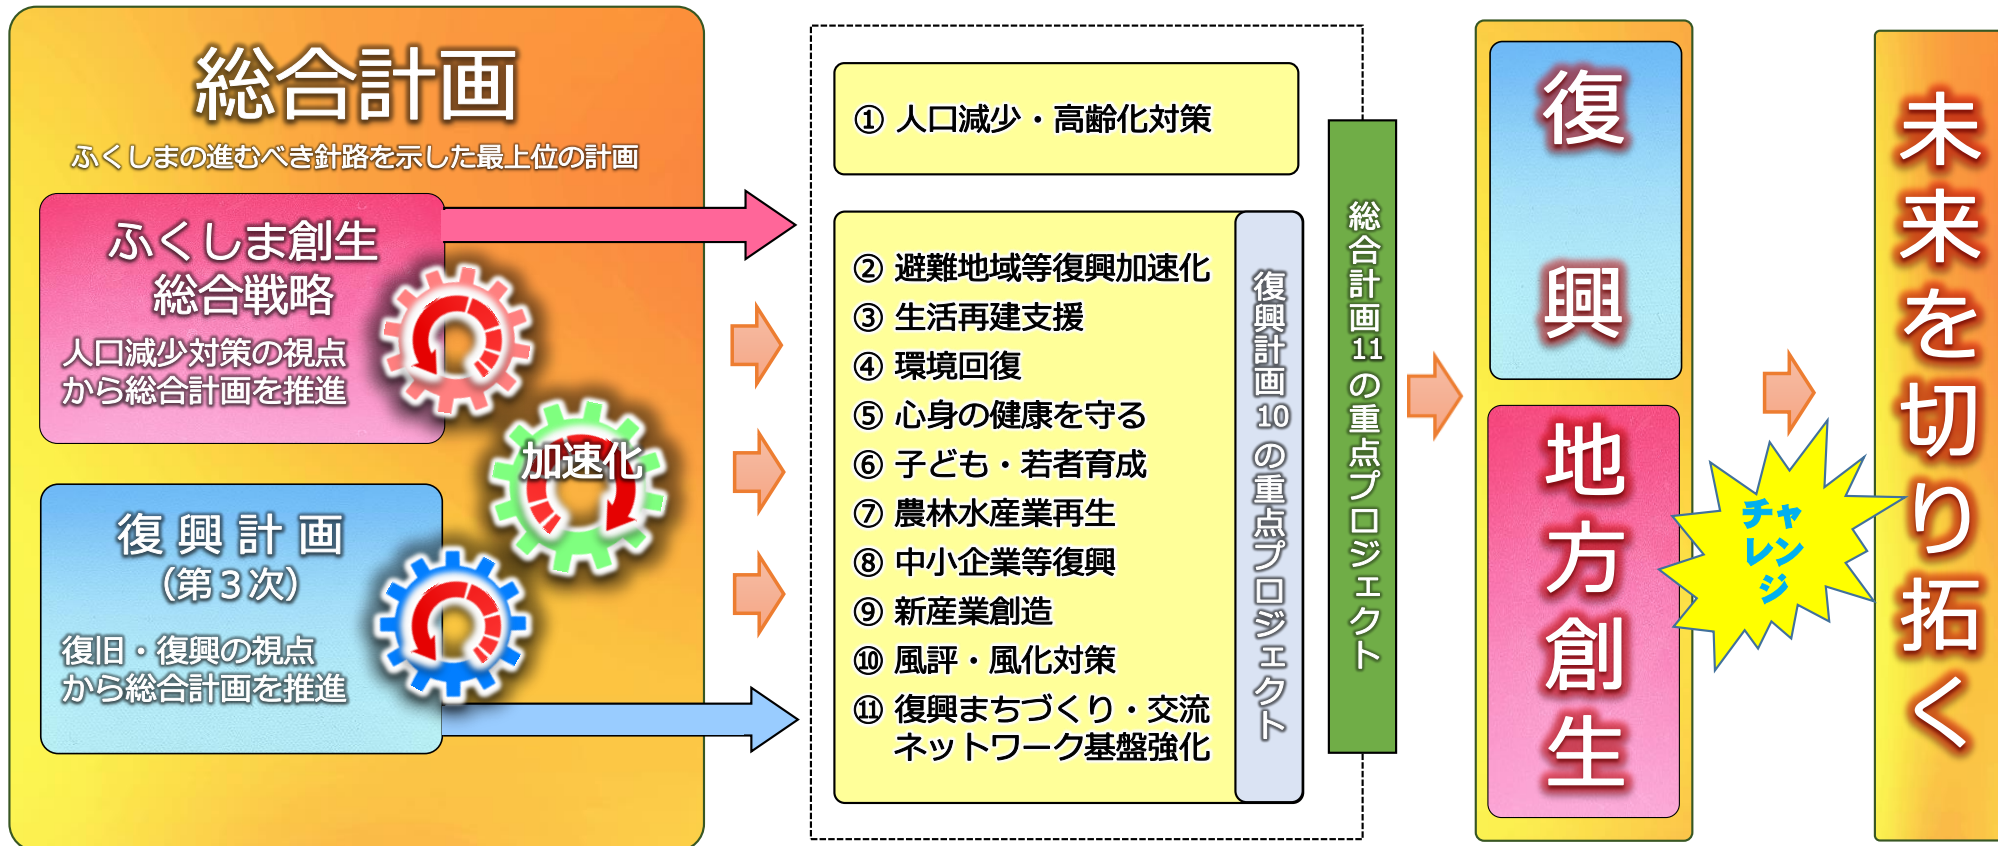 総合計画
ふくしまの進むべき針路を示した最上位の計画
ふくしま創生
総合戦略
人口減少対策の視点
から総合計画を推進
加速化
復興計画
（第３次）
復旧・復興の視点
から総合計画を推進
① 人口減少・高齢化対策
② 避難地域等復興加速化
③ 生活再建支援
④ 環境回復
⑤ 心身の健康を守る
⑥ 子ども・若者育成
⑦ 農林水産業再生
⑧ 中小企業等復興
⑨ 新産業創造
⑩ 風評・風化対策
⑪ 復興まちづくり・交流
ネットワーク基盤強化
復興計画10の重点プロジェクト
総合計画11の重点プロジェクト
復興
地方創生
チャ
レン
ジ
未来を切り拓く